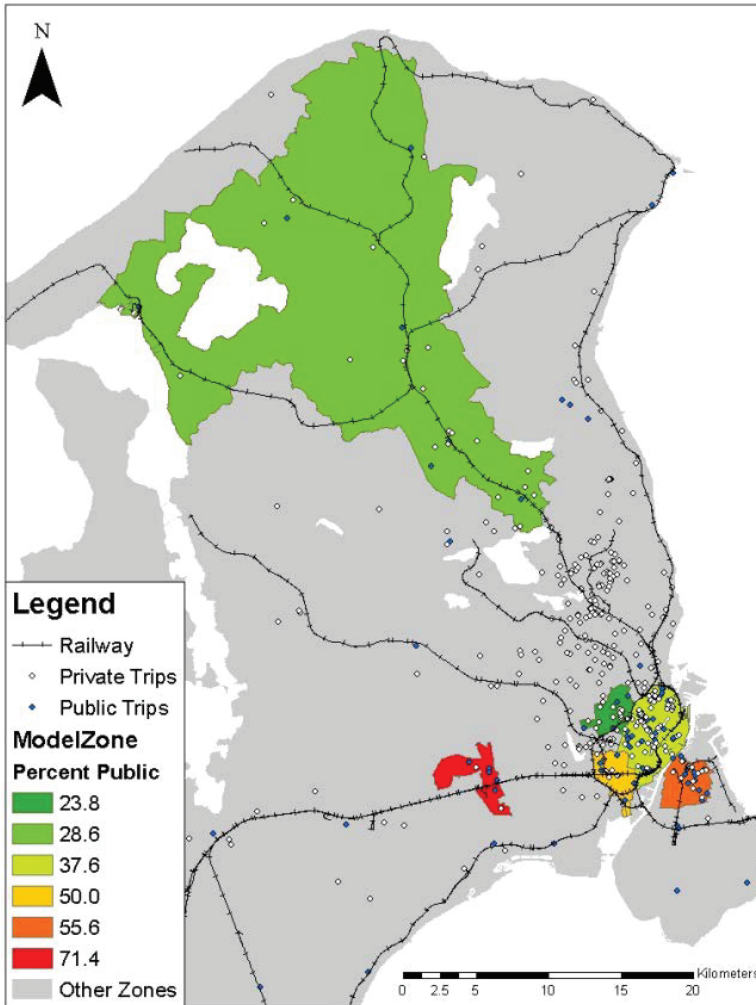 N
Legend
Railway
Private Trips
Public Trips
ModelZone
Percent Public
23.8
28.6
37.6
50.0
55.6
71.4
Other Zones
Kilometers
0 2.5 5 10 15 20